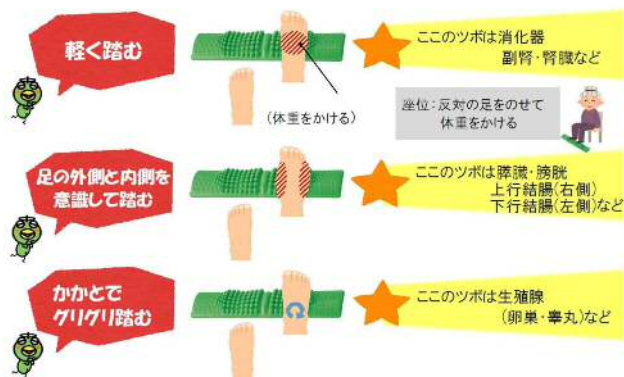 軽く踏む
(体重をかける)
ここのツボは消化器
副腎・腎臓など
座位：反対の足をのせて
体重をかける
足の外側と内側を
意識して踏む
ここのツボは膵臓・膀胱
上行結腸(右側)
下行結腸(左側)など
かかとで
グリグリ踏む
ここのツボは生殖腺
(卵巣・睾丸)など